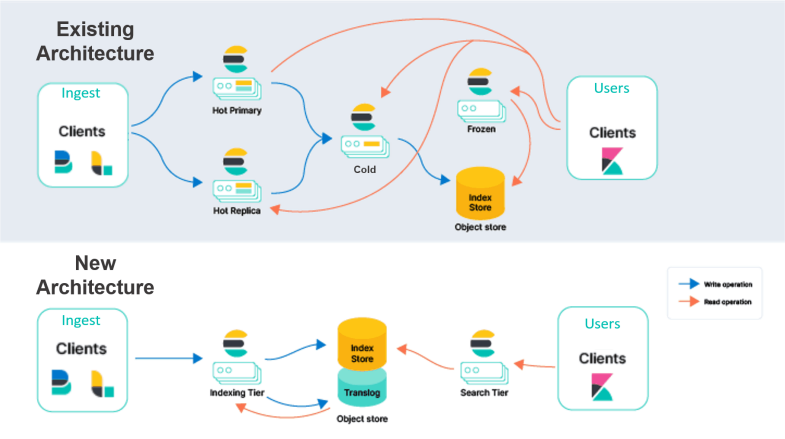 Existing
Architecture
Ingest
Clients
Hot Primary
Hot Replica
Cold
Frozen
Index
Store
Object store
Users
Clients
New
Architecture
Write operation
Read operation
Ingest
Clients
Indexing Tier
Index
Store
Translog
Object store
Search Tier
Users
Clients